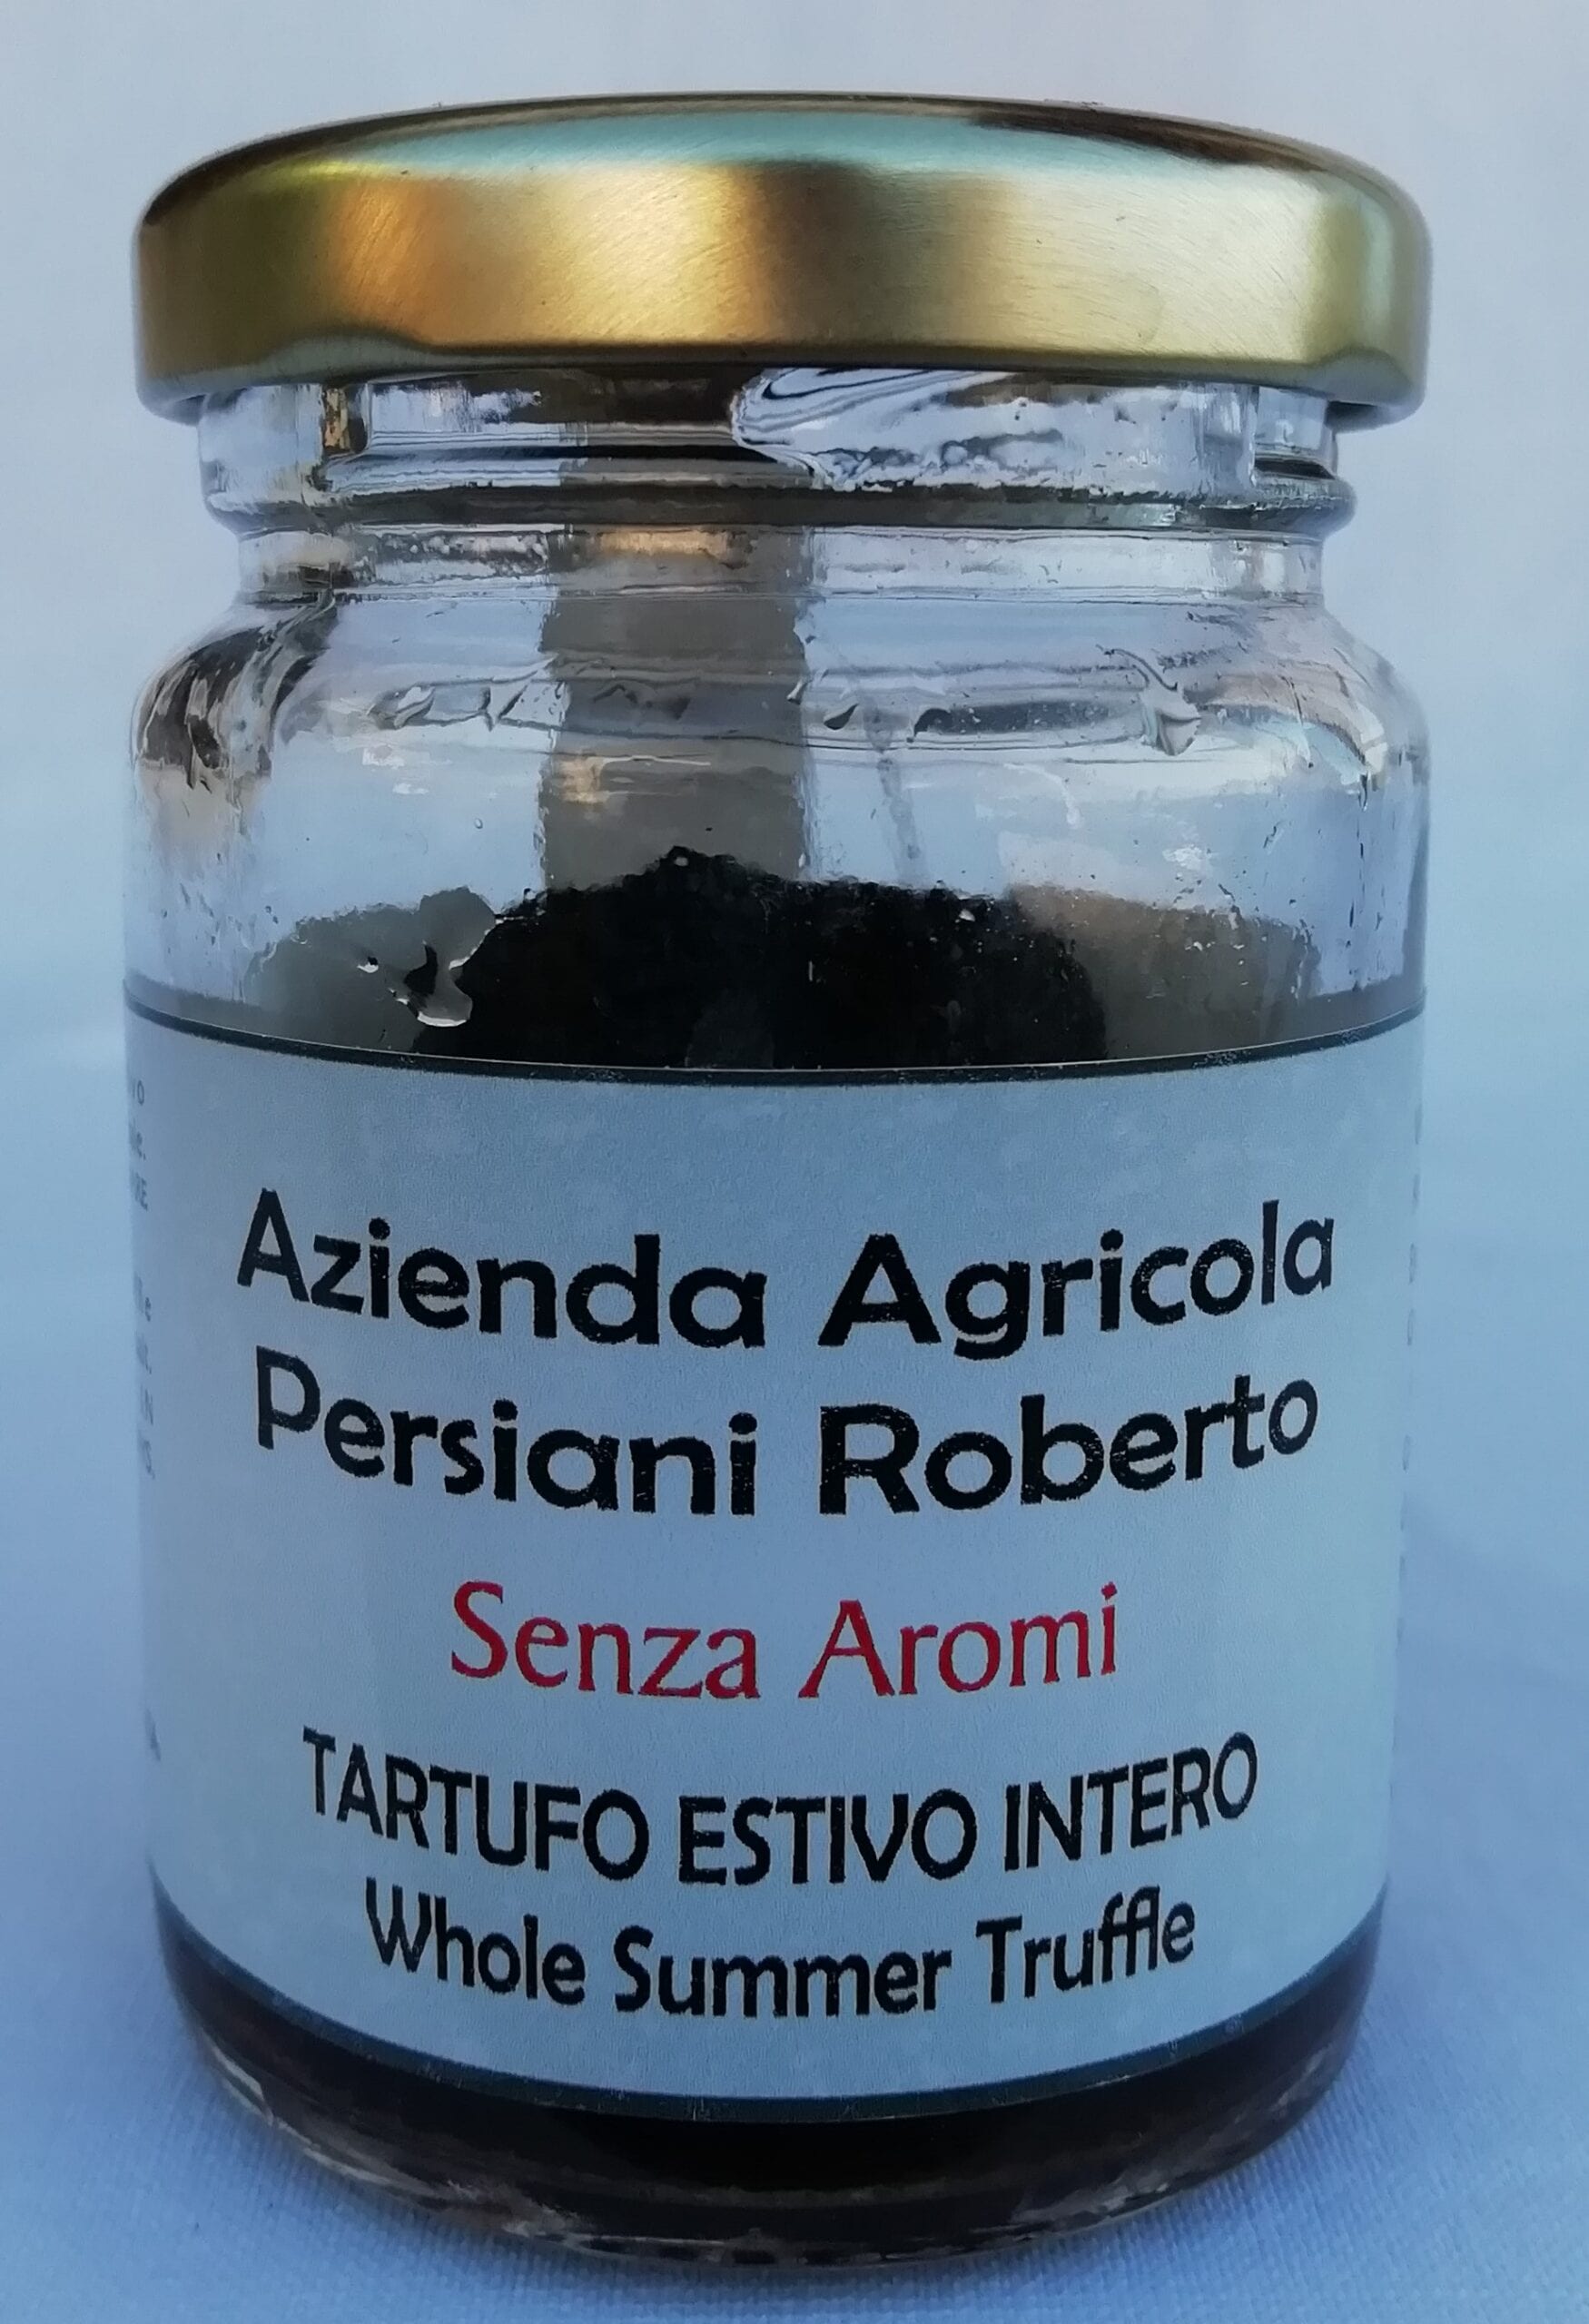 Azienda Agricola
Persiani Roberto
Senza Aromi
TARTUFO ESTIVO INTERO
Whole Summer Truffle